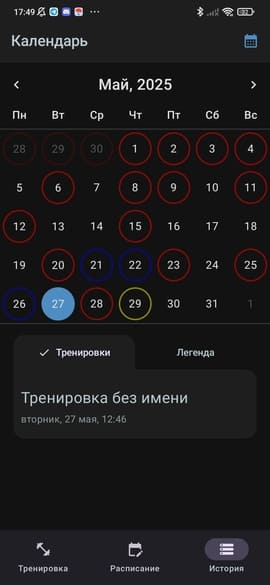 17:49
Календарь
Май, 2025
Пн Вт Ср Чт Пт Сб Вс
28 29 30 1 2 3 4
5 6 7 8 9 10 11
12 13 14 15 16 17 18
19 20 21 22 23 24 25
26 27 28 29 30 31 1
Тренировки Легенда
Тренировка без имени
вторник, 27 мая, 12:46
Тренировка Расписание История